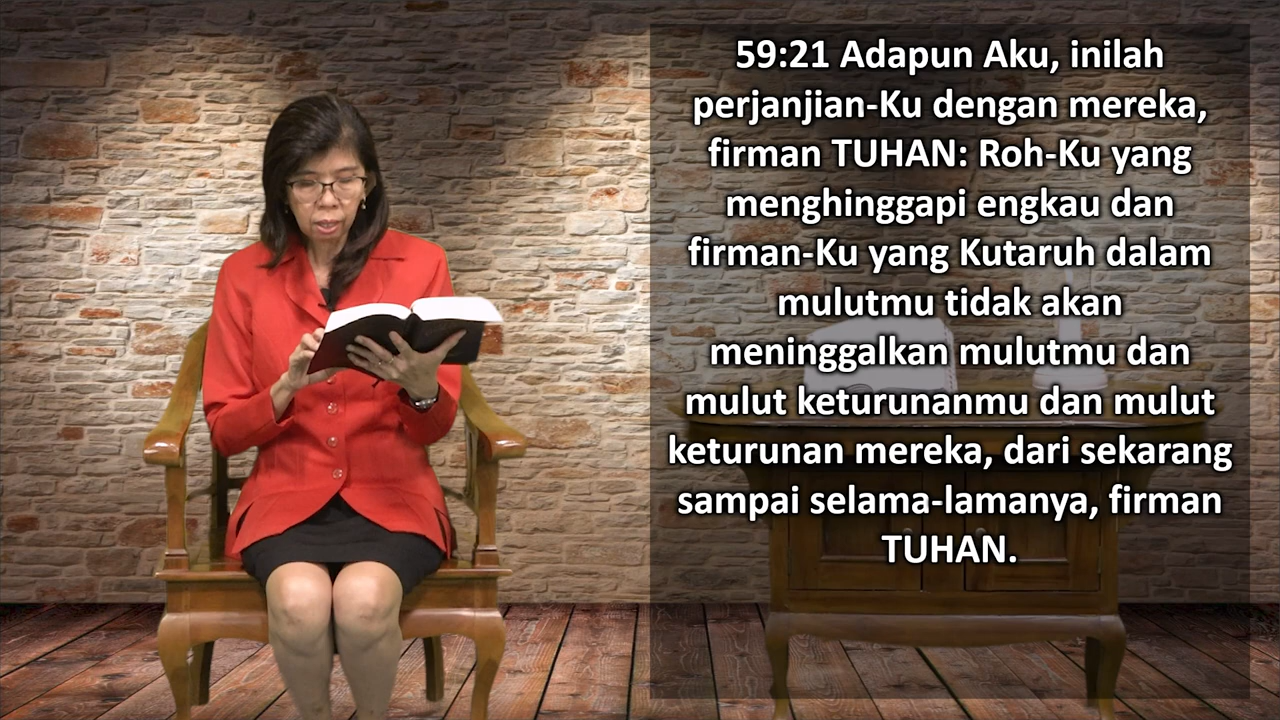 59:21 Adapun Aku, inilah
perjanjian-Ku dengan mereka,
firman TUHAN: Roh-Ku yang
menghinggapi engkau dan
firman-Ku yang Kutaruh dalam
mulutmu tidak akan
meninggalkan mulutmu dan
mulut keturunanmu dan mulut
keturunan mereka, dari sekarang
sampai selama-lamanya, firman
TUHAN.